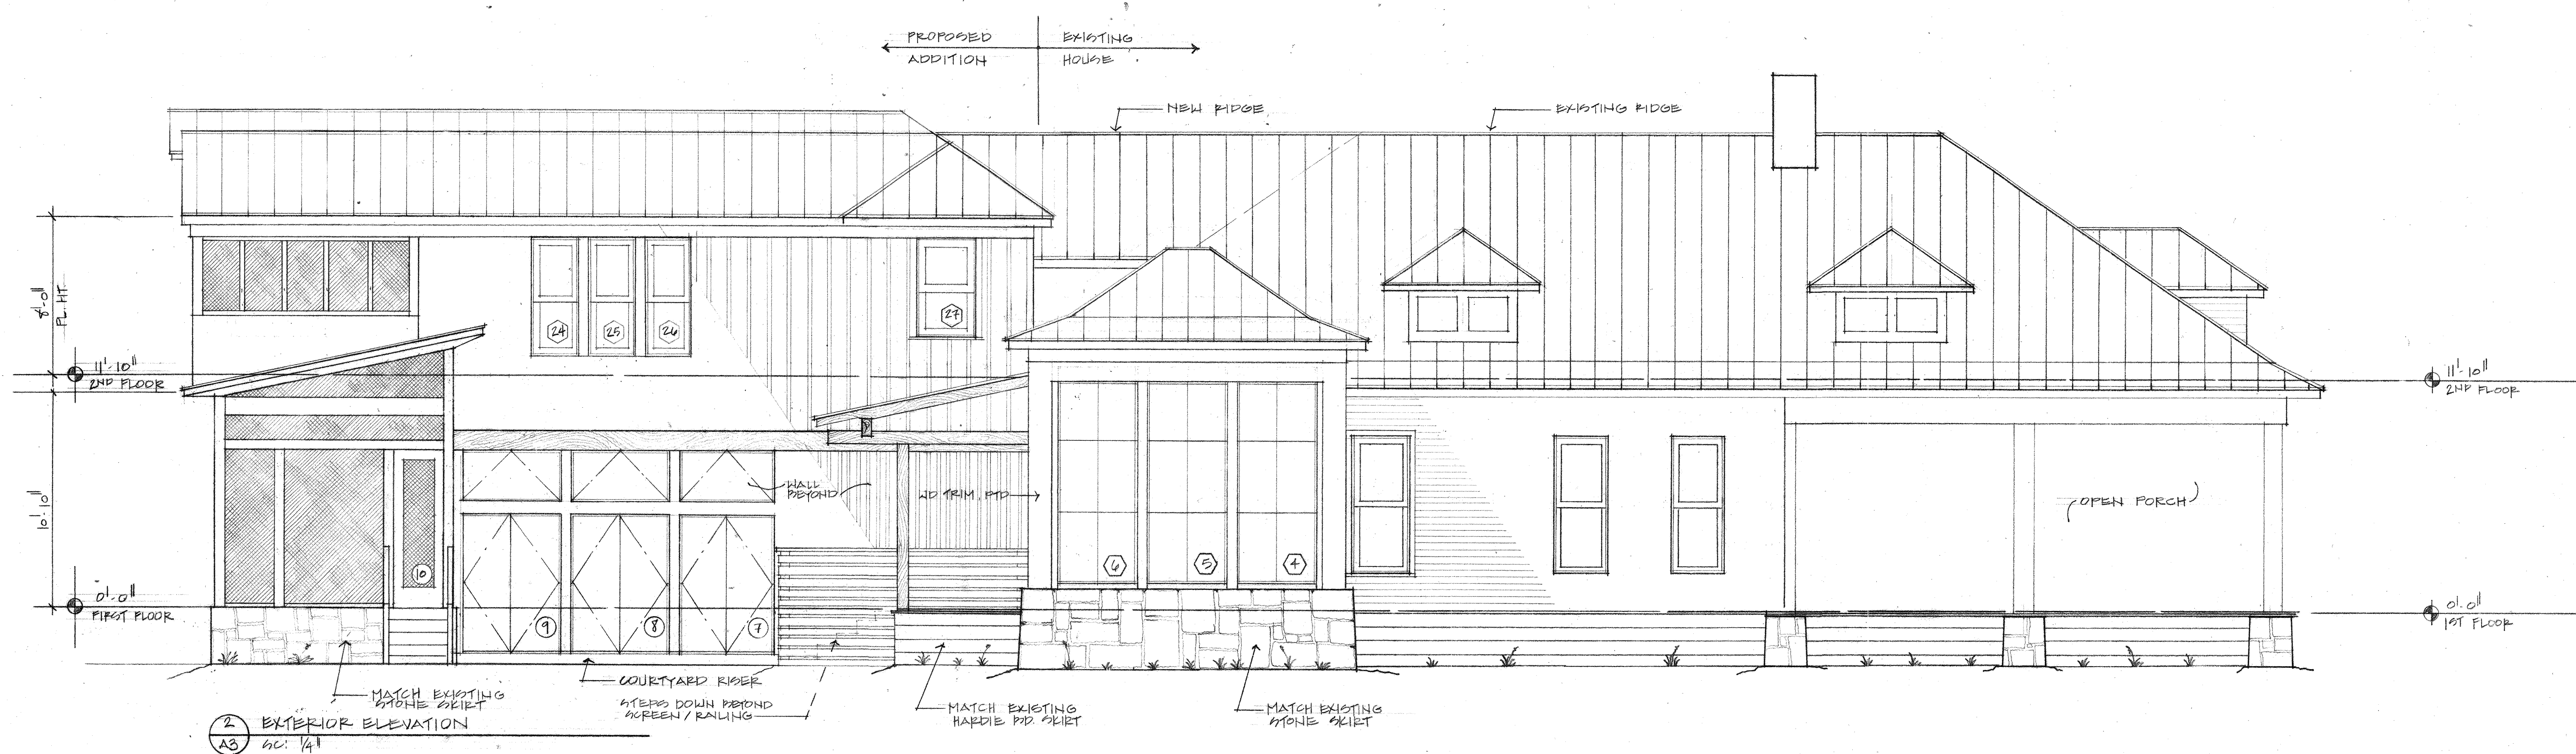 PROPOSED
ADDITION
EXISTING
HOUSE
NEW RIDGE
EXISTING RIDGE
8'-0"
PL. HT.
24
25
26
27
11'-10"
2ND FLOOR
11'-10"
2ND FLOOR
WALL
BEYOND
WD TRIM, PTD
OPEN PORCH
10'-10"
10
9
8
7
6
5
4
0'-0"
FIRST FLOOR
0'-0"
1ST FLOOR
COURTYARD RISER
MATCH EXISTING
STONE SKIRT
STEPS DOWN BEYOND
SCREEN/RAILING
MATCH EXISTING
HARDIE BD. SKIRT
MATCH EXISTING
STONE SKIRT
2
A3
EXTERIOR ELEVATION
SC: 1/4"